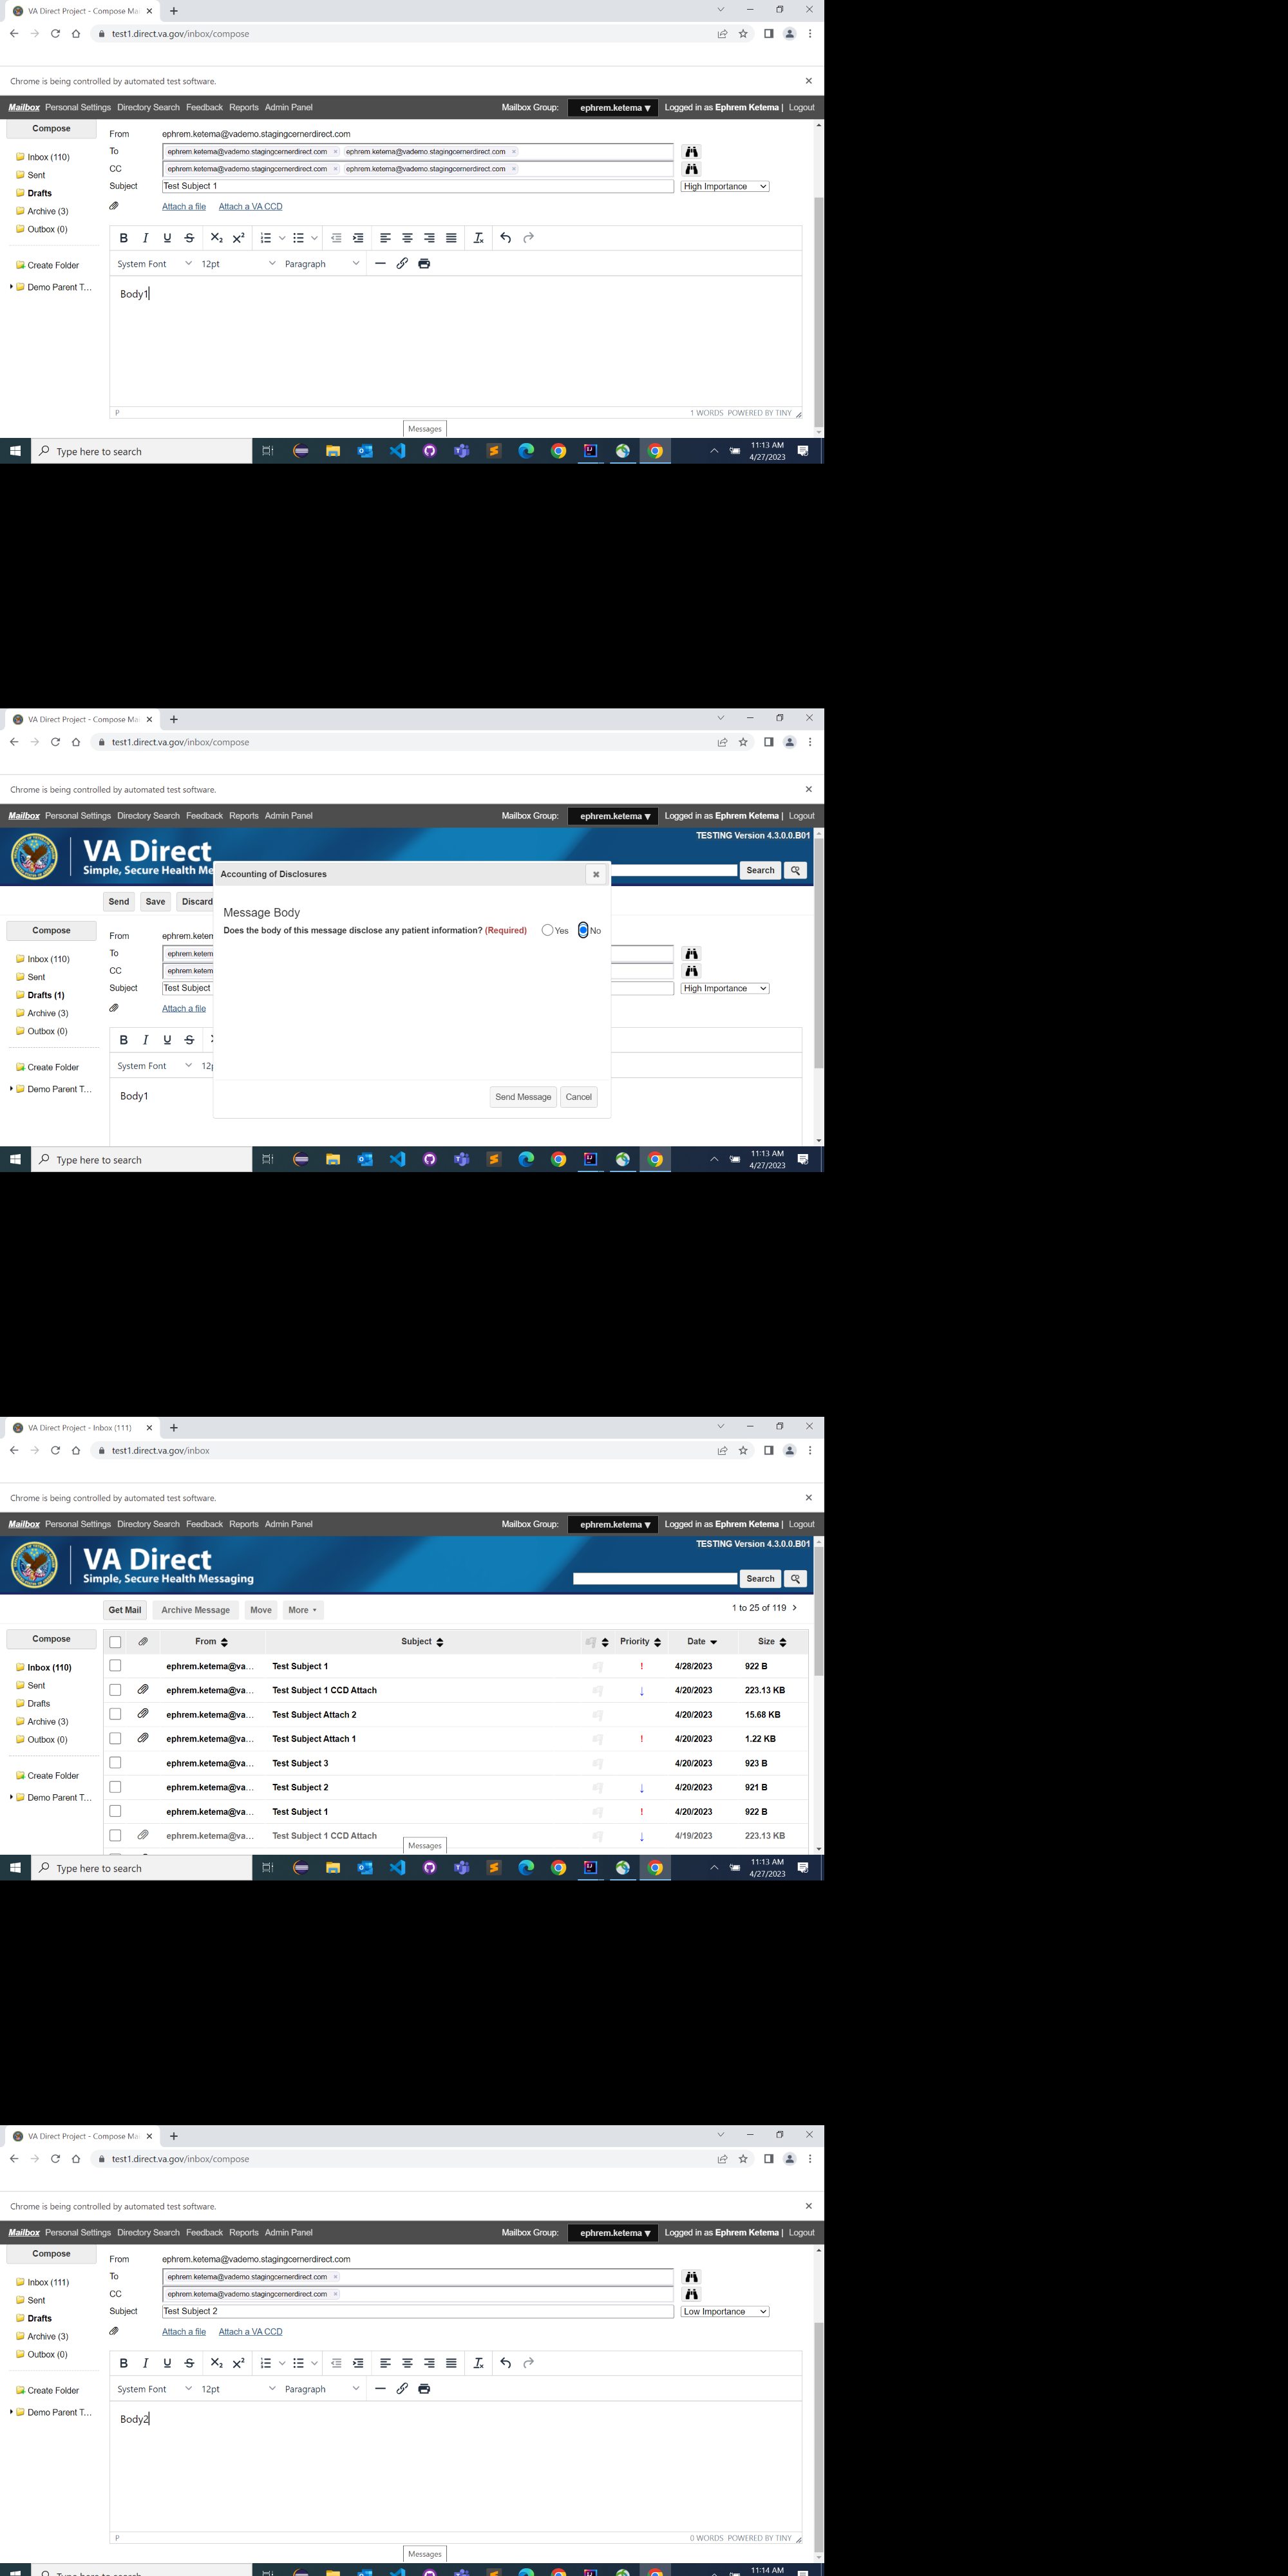 VA Direct Project - Compose Ma
test1.direct.va.gov/inbox/compose
Chrome is being controlled by automated test software.
Mailbox Personal Settings Directory Search Feedback Reports Admin Panel Mailbox Group: ephrem.ketema ▾ Logged in as Ephrem Ketema | Logout
Compose
From ephrem.ketema@vademo.stagingcernerdirect.com
To ephrem.ketema@vademo.stagingcernerdirect.com × ephrem.ketema@vademo.stagingcernerdirect.com ×
Inbox (110)
CC ephrem.ketema@vademo.stagingcernerdirect.com × ephrem.ketema@vademo.stagingcernerdirect.com ×
Sent
Subject Test Subject 1 High Importance
Drafts
Archive (3) Attach a file Attach a VA CCD
Outbox (0)
B I U S X₂ X²
Create Folder System Font 12pt Paragraph
Demo Parent T...
Body1
P 1 WORDS POWERED BY TINY
Messages
Type here to search 11:13 AM
4/27/2023
VA Direct Project - Compose Ma
test1.direct.va.gov/inbox/compose
Chrome is being controlled by automated test software.
Mailbox Personal Settings Directory Search Feedback Reports Admin Panel Mailbox Group: ephrem.ketema ▾ Logged in as Ephrem Ketema | Logout
TESTING Version 4.3.0.0.B01
VA Direct
Simple, Secure Health Me
Search
Accounting of Disclosures
Send Save Discard
Message Body
Does the body of this message disclose any patient information? (Required) Yes No
Compose
From ephrem.keter
To ephrem.ketem
Inbox (110)
CC ephrem.ketem
Sent
Subject Test Subject High Importance
Drafts (1)
Archive (3) Attach a file
Outbox (0)
B I U S
Create Folder System Font 12p
Demo Parent T...
Body1
Send Message Cancel
Type here to search 11:13 AM
4/27/2023
VA Direct Project - Inbox (111)
test1.direct.va.gov/inbox
Chrome is being controlled by automated test software.
Mailbox Personal Settings Directory Search Feedback Reports Admin Panel Mailbox Group: ephrem.ketema ▾ Logged in as Ephrem Ketema | Logout
TESTING Version 4.3.0.0.B01
VA Direct
Simple, Secure Health Messaging
Search
Get Mail Archive Message Move More 1 to 25 of 119 >
Compose
From Subject Priority Date Size
Inbox (110)
Sent
Drafts
Archive (3)
Outbox (0)
Create Folder
Demo Parent T...
ephrem.ketema@va... Test Subject 1 ! 4/28/2023 922 B
ephrem.ketema@va... Test Subject 1 CCD Attach ↓ 4/20/2023 223.13 KB
ephrem.ketema@va... Test Subject Attach 2 4/20/2023 15.68 KB
ephrem.ketema@va... Test Subject Attach 1 ! 4/20/2023 1.22 KB
ephrem.ketema@va... Test Subject 3 4/20/2023 923 B
ephrem.ketema@va... Test Subject 2 ↓ 4/20/2023 921 B
ephrem.ketema@va... Test Subject 1 ! 4/20/2023 922 B
ephrem.ketema@va... Test Subject 1 CCD Attach ↓ 4/19/2023 223.13 KB
Messages
Type here to search 11:13 AM
4/27/2023
VA Direct Project - Compose Ma
test1.direct.va.gov/inbox/compose
Chrome is being controlled by automated test software.
Mailbox Personal Settings Directory Search Feedback Reports Admin Panel Mailbox Group: ephrem.ketema ▾ Logged in as Ephrem Ketema | Logout
Compose
From ephrem.ketema@vademo.stagingcernerdirect.com
To ephrem.ketema@vademo.stagingcernerdirect.com ×
Inbox (111)
CC ephrem.ketema@vademo.stagingcernerdirect.com ×
Sent
Subject Test Subject 2 Low Importance
Drafts
Archive (3) Attach a file Attach a VA CCD
Outbox (0)
B I U S X₂ X²
Create Folder System Font 12pt Paragraph
Demo Parent T...
Body2
P 0 WORDS POWERED BY TINY
Messages
11:14 AM